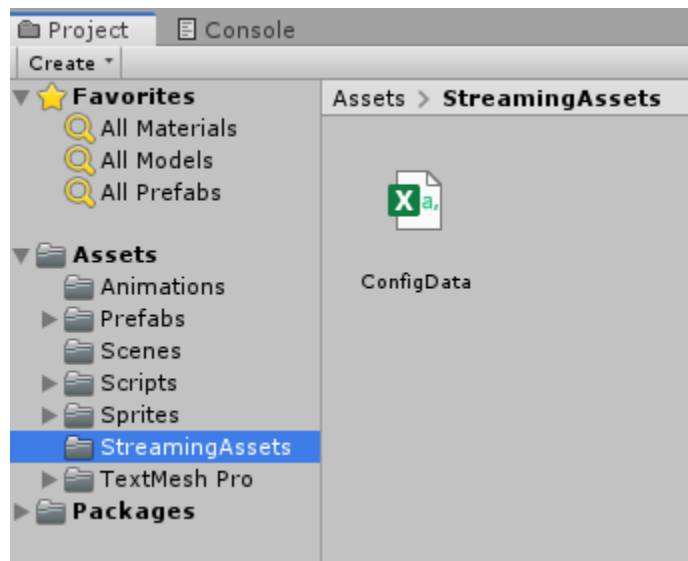 Project
Console
Create
Favorites
All Materials
All Models
All Prefabs
Assets
Animations
Prefabs
Scenes
Scripts
Sprites
StreamingAssets
TextMesh Pro
Packages
Assets > StreamingAssets
X a,
ConfigData